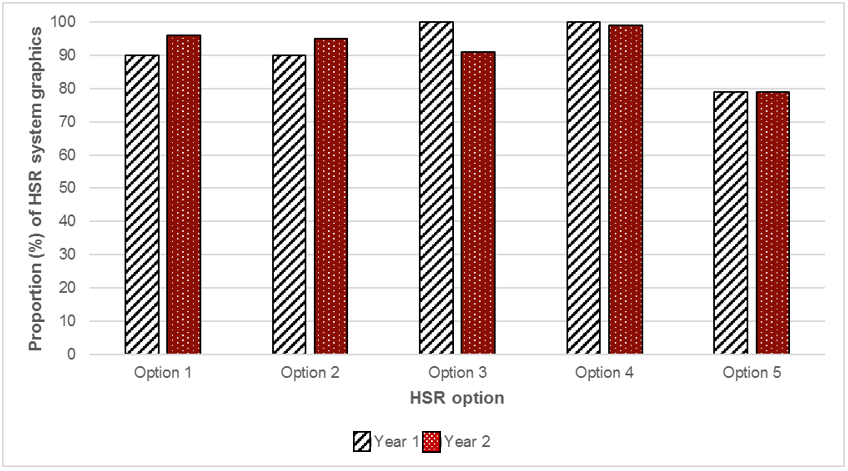 Proportion (%) of HSR system graphics
100
90
80
70
60
50
40
30
20
10
0
Option 1 Option 2 Option 3 Option 4 Option 5
HSR option
Year 1 Year 2